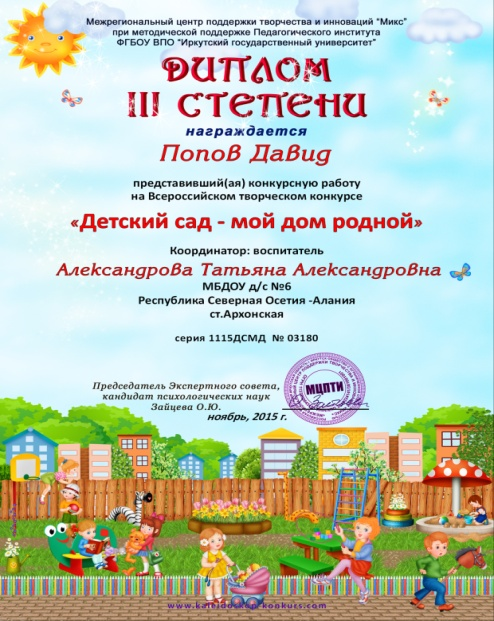 Межрегиональный центр поддержки творчества и инноваций "Микс"
при методической поддержке Педагогического института
ФГБОУ ВПО "Иркутский государственный университет"
ДИПЛОМ
III СТЕПЕНИ
награждается
Попов Давид
представивший(ая) конкурсную работу
на Всероссийском творческом конкурсе
«Детский сад - мой дом родной»
Координатор: воспитатель
Александрова Татьяна Александровна
МБДОУ д/с №6
Республика Северная Осетия -Алания
ст.Архонская
серия 1115ДСМД № 03180
МЦПТИ
Председатель Экспертного совета,
кандидат психологических наук
Зайцева О.Ю.
ноябрь, 2015 г.
www.kaleidoskop-konkurs.com